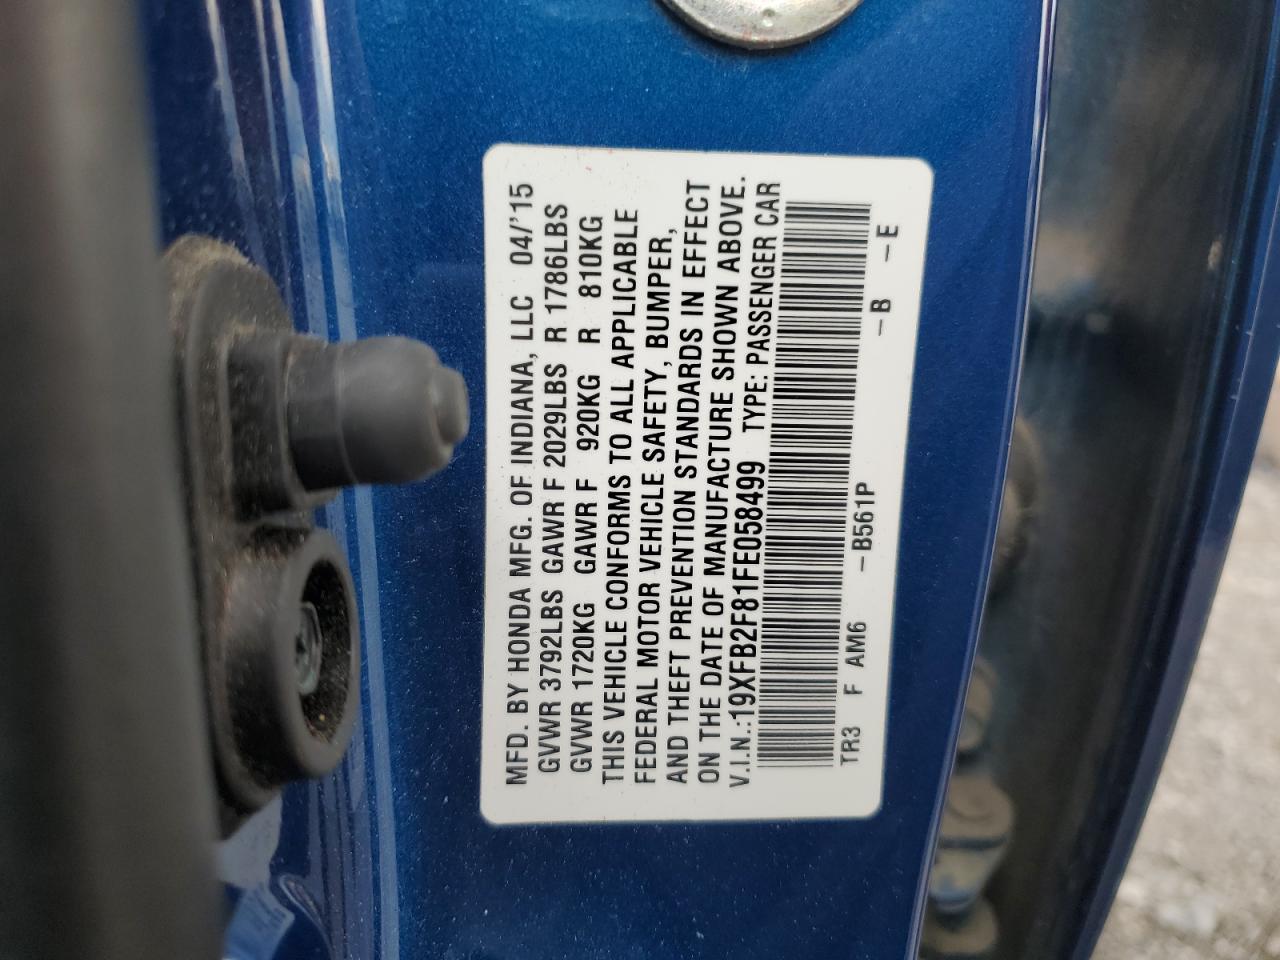 MFD. BY HONDA MFG. OF INDIANA, LLC 04/'15
GVWR 3792LBS GAWR F 2029LBS R 1786LBS
GVWR 1720KG GAWR F 920KG R 810KG
THIS VEHICLE CONFORMS TO ALL APPLICABLE
FEDERAL MOTOR VEHICLE SAFETY, BUMPER,
AND THEFT PREVENTION STANDARDS IN EFFECT
ON THE DATE OF MANUFACTURE SHOWN ABOVE.
V.I.N.:19XFB2F81FE058499 TYPE: PASSENGER CAR
TR3 F AM6 –B561P –B –E